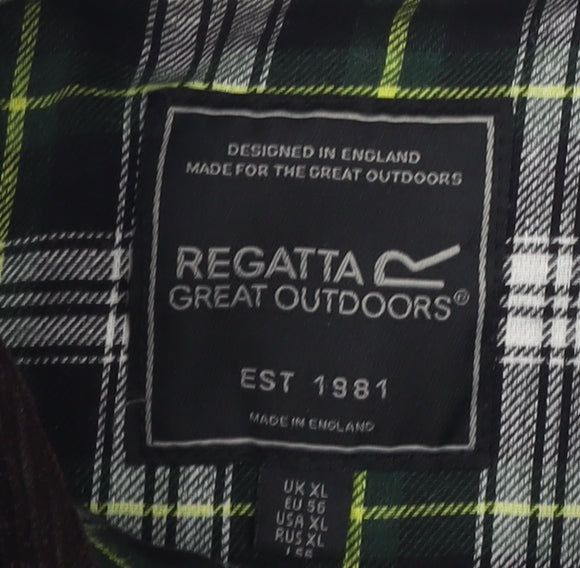 DESIGNED IN ENGLAND
MADE FOR THE GREAT OUTDOORS
REGATTA
GREAT OUTDOORS®
EST 1981
MADE IN ENGLAND
UK XL
EU 56
USA XL
RUS XL